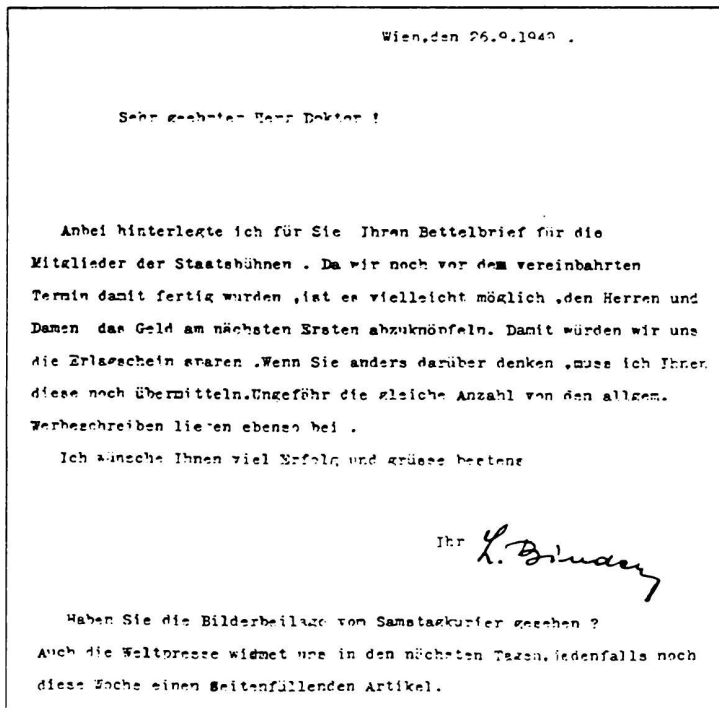 Wien,den 26.9.1949 .
Sehr geehrter Herr Doktor !
Anbei hinterlegte ich für Sie Ihren Bettelbrief für die
Mitglieder der Staatsbühnen . Da wir noch vor dem vereinbahrten
Termin damit fertig wurden ,ist es vielleicht möglich ,den Herren und
Damen das Geld am nächsten Ersten abzuknöpfeln. Damit würden wir uns
die Erlagschein sparen .Wenn Sie anders darüber denken ,muss ich Ihnen
diese noch übermitteln.Ungefähr die gleiche Anzahl von den allgem.
Werbeschreiben liegen ebenso bei .
Ich wünsche Ihnen viel Erfolg und grüsse bestens
Ihr L. Binder
Haben Sie die Bilderbeilage vom Samstagkurier gesehen ?
Auch die Weltpresse widmet uns in den nächsten Tagen,jedenfalls noch
diese Woche einen seitenfüllenden Artikel.